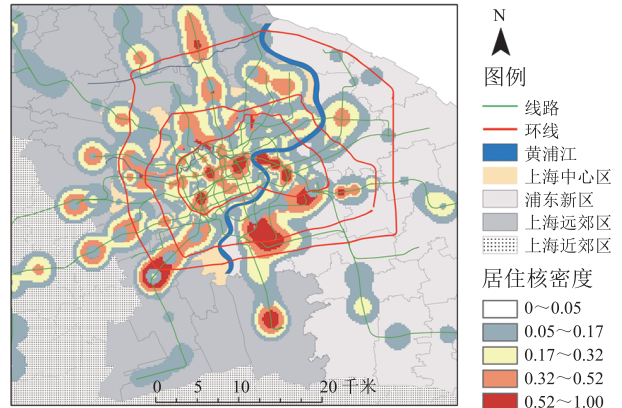 N
图例
线路
环线
黄浦江
上海中心区
浦东新区
上海远郊区
上海近郊区
居住核密度
0～0.05
0.05～0.17
0.17～0.32
0.32～0.52
0.52～1.00
0 5 10 20 千米